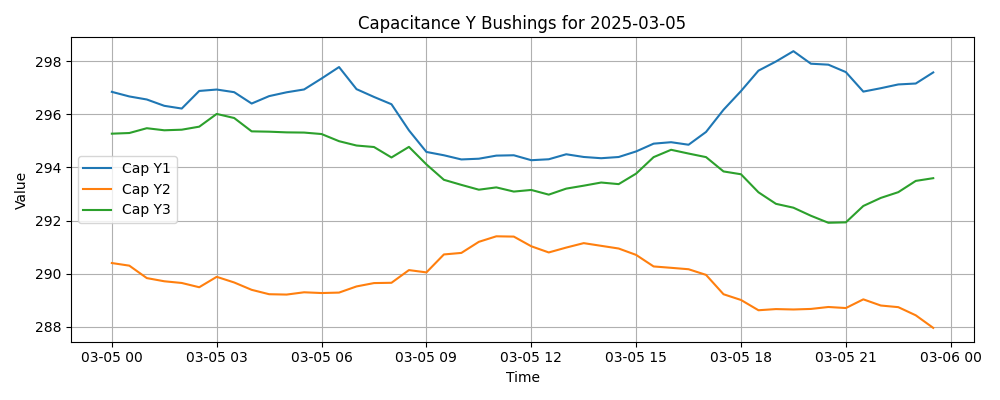 Capacitance Y Bushings for 2025-03-05
Value
298
296
294
292
290
288
Cap Y1
Cap Y2
Cap Y3
03-05 00
03-05 03
03-05 06
03-05 09
03-05 12
03-05 15
03-05 18
03-05 21
03-06 00
Time